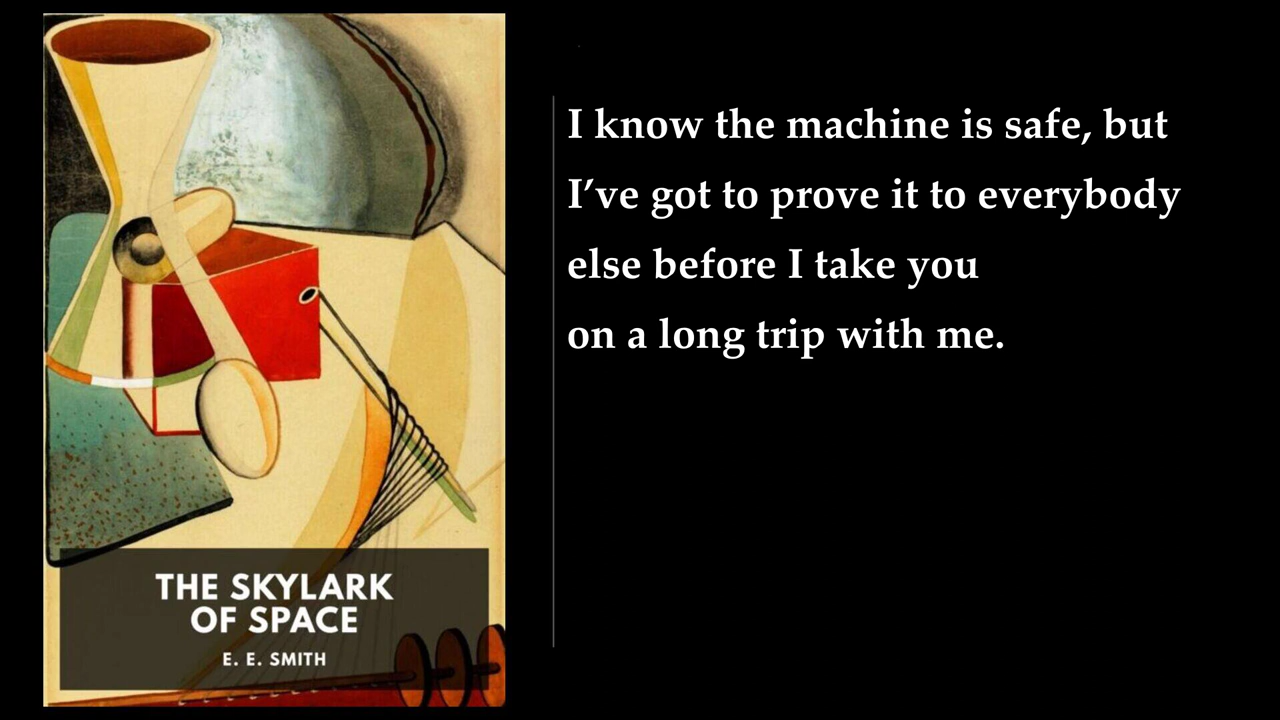 THE SKYLARK
OF SPACE
E. E. SMITH
I know the machine is safe, but
I’ve got to prove it to everybody
else before I take you
on a long trip with me.